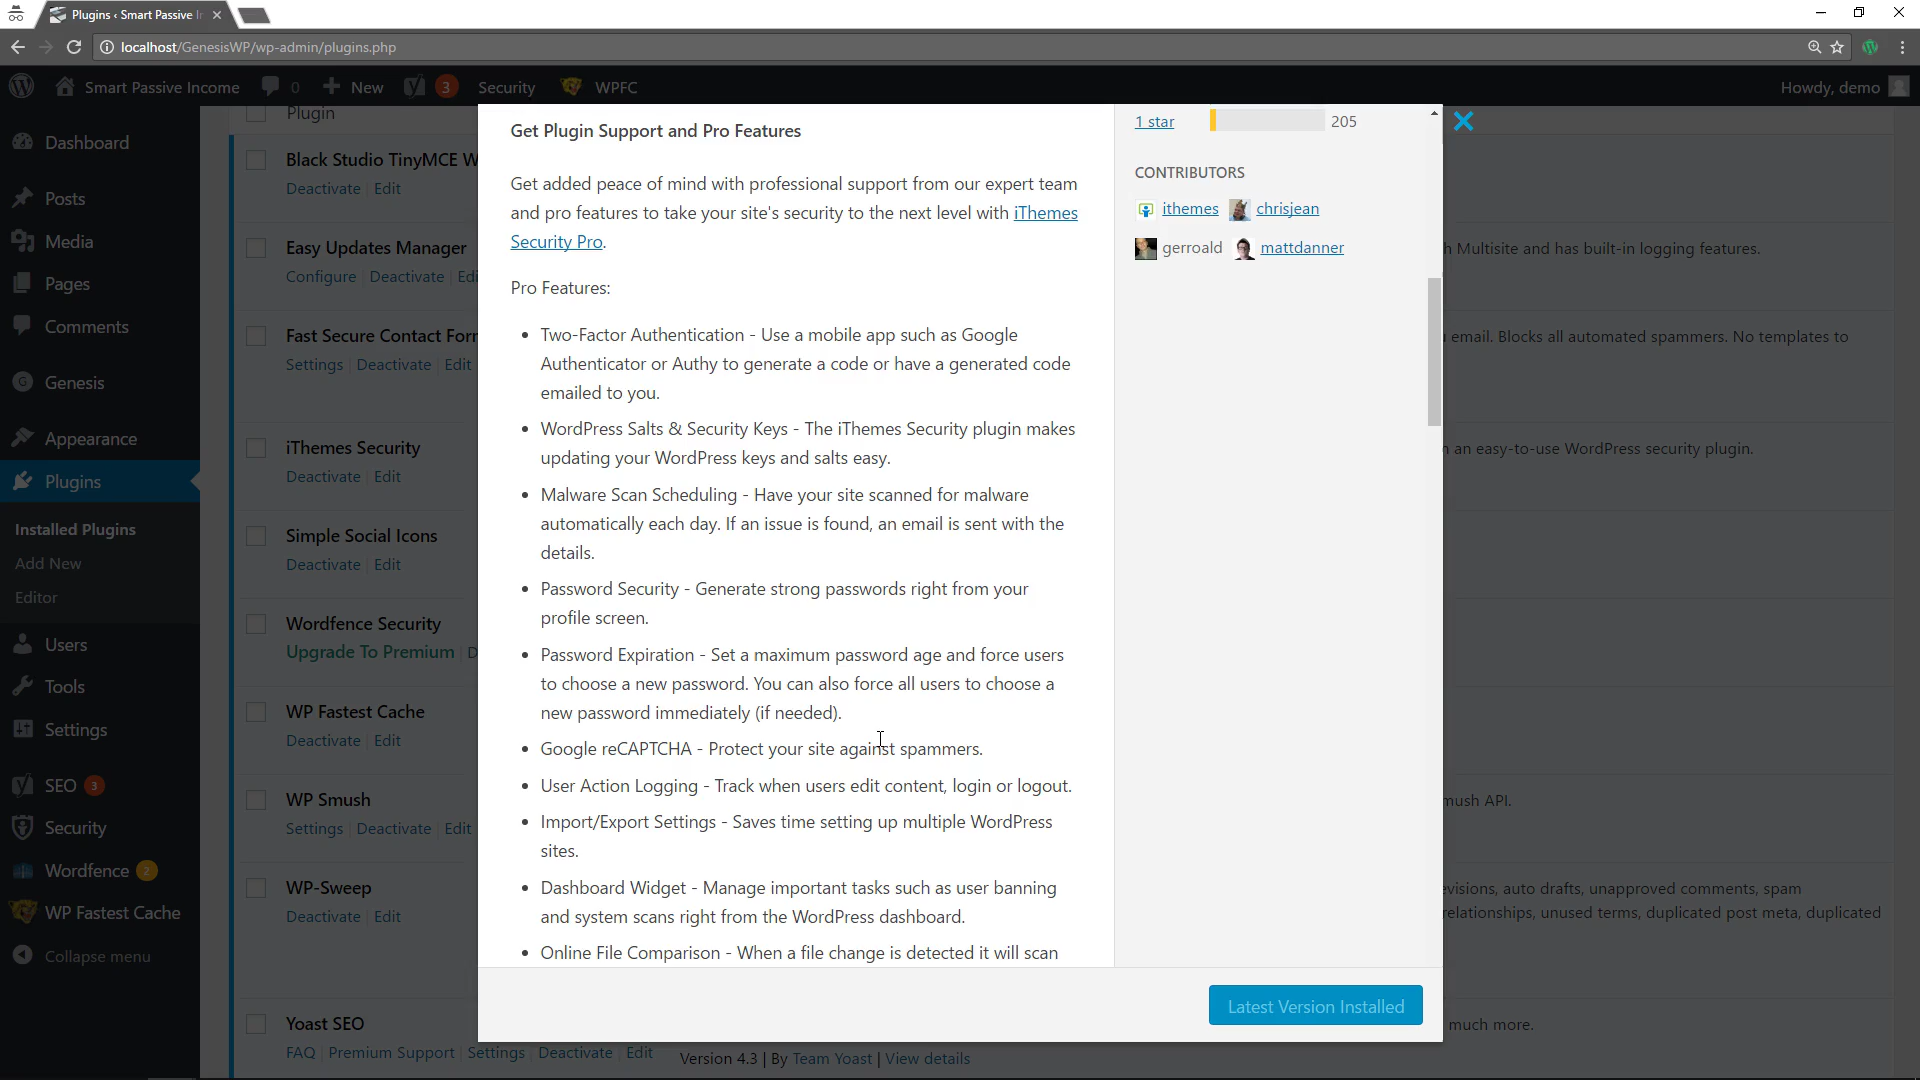 Plugins ‹ Smart Passive I
localhost/GenesisWP/wp-admin/plugins.php
Smart Passive Income
0
New
3
Security
WPFC
Howdy, demo
Dashboard
Posts
Media
Pages
Comments
Genesis
Appearance
Plugins
Installed Plugins
Add New
Editor
Users
Tools
Settings
SEO 3
Security
Wordfence 2
WP Fastest Cache
Collapse menu
Plugin
Black Studio TinyMCE W
Deactivate | Edit
Easy Updates Manager
Configure | Deactivate | Edi
Fast Secure Contact For
Settings | Deactivate | Edit
iThemes Security
Deactivate | Edit
Simple Social Icons
Deactivate | Edit
Wordfence Security
Upgrade To Premium | D
WP Fastest Cache
Deactivate | Edit
WP Smush
Settings | Deactivate | Edit
WP-Sweep
Deactivate | Edit
Yoast SEO
FAQ | Premium Support | Settings | Deactivate | Edit
Version 4.3 | By Team Yoast | View details
Get Plugin Support and Pro Features
Get added peace of mind with professional support from our expert team
and pro features to take your site's security to the next level with iThemes
Security Pro.
Pro Features:
• Two-Factor Authentication - Use a mobile app such as Google
Authenticator or Authy to generate a code or have a generated code
emailed to you.
• WordPress Salts & Security Keys - The iThemes Security plugin makes
updating your WordPress keys and salts easy.
• Malware Scan Scheduling - Have your site scanned for malware
automatically each day. If an issue is found, an email is sent with the
details.
• Password Security - Generate strong passwords right from your
profile screen.
• Password Expiration - Set a maximum password age and force users
to choose a new password. You can also force all users to choose a
new password immediately (if needed).
• Google reCAPTCHA - Protect your site against spammers.
• User Action Logging - Track when users edit content, login or logout.
• Import/Export Settings - Saves time setting up multiple WordPress
sites.
• Dashboard Widget - Manage important tasks such as user banning
and system scans right from the WordPress dashboard.
• Online File Comparison - When a file change is detected it will scan
1 star 205
CONTRIBUTORS
ithemes chrisjean
gerroald mattdanner
Latest Version Installed
h Multisite and has built-in logging features.
email. Blocks all automated spammers. No templates to
n an easy-to-use WordPress security plugin.
mush API.
evisions, auto drafts, unapproved comments, spam
elationships, unused terms, duplicated post meta, duplicated
much more.